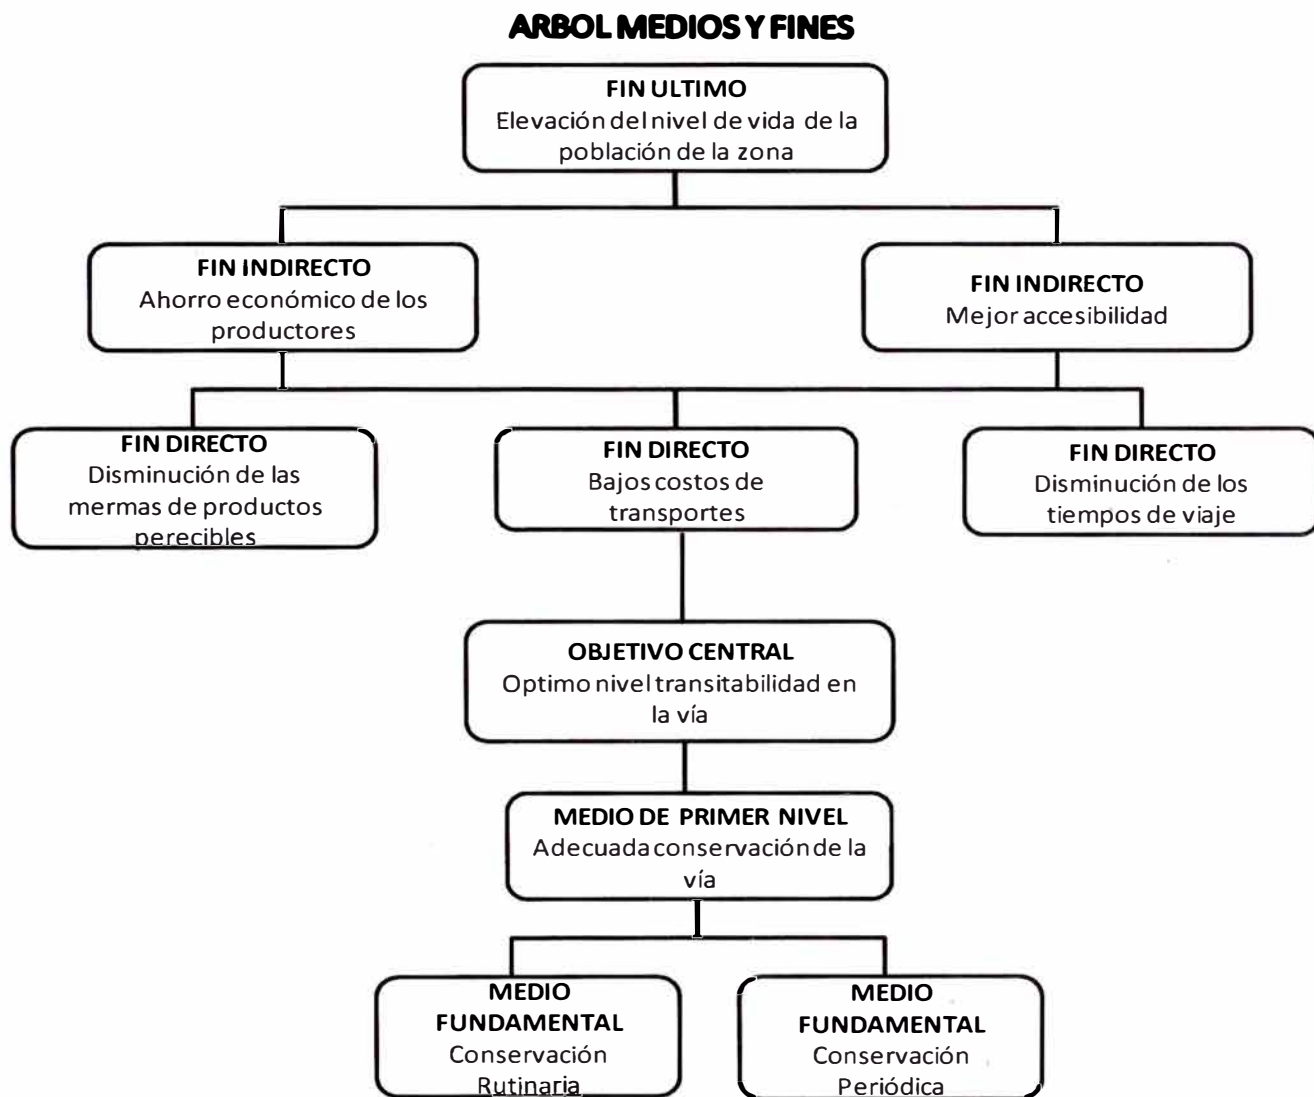 ARBOL MEDIOS Y FINES
FIN ULTIMO
Elevación del nivel de vida de la
población de la zona
FIN INDIRECTO
Ahorro económico de los
productores
FIN INDIRECTO
Mejor accesibilidad
FIN DIRECTO
Disminución de las
mermas de productos
perecibles
FIN DIRECTO
Bajos costos de
transportes
FIN DIRECTO
Disminución de los
tiempos de viaje
OBJETIVO CENTRAL
Optimo nivel transitabilidad en
la vía
MEDIO DE PRIMER NIVEL
Adecuada conservación de la
vía
MEDIO
FUNDAMENTAL
Conservación
Rutinaria
MEDIO
FUNDAMENTAL
Conservación
Periódica